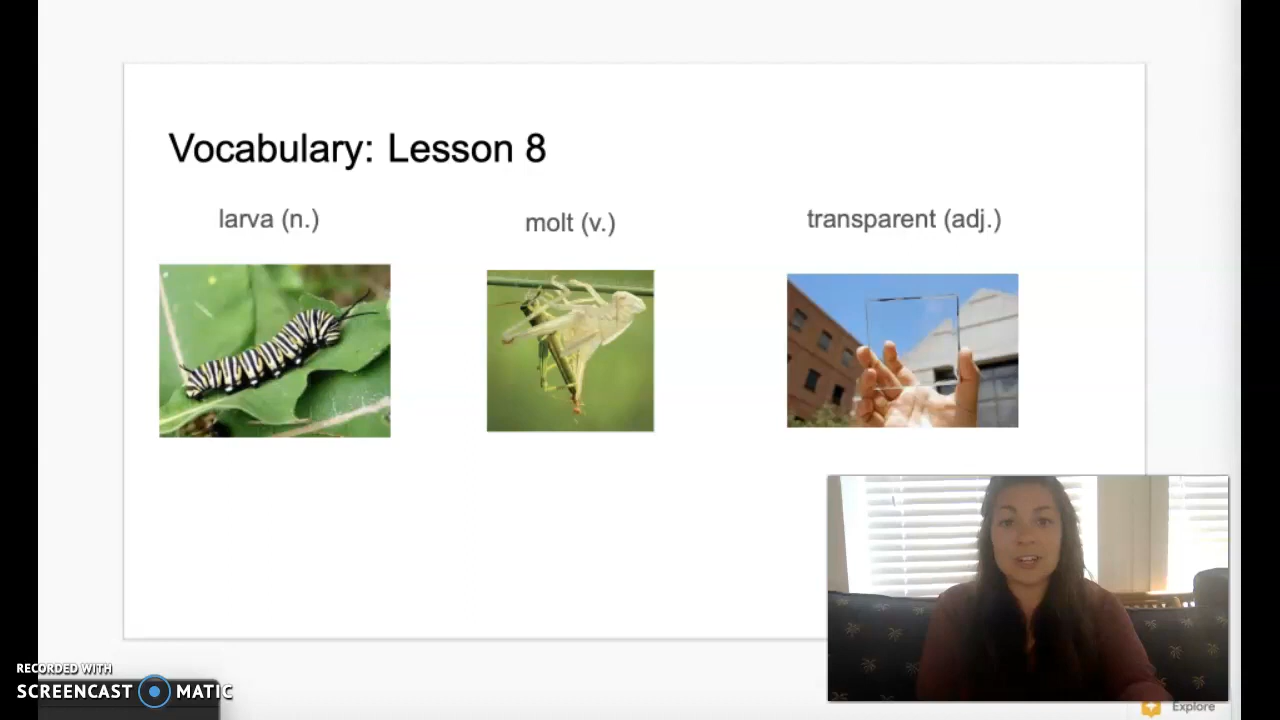 Vocabulary: Lesson 8
larva (n.)
molt (v.)
transparent (adj.)
RECORDED WITH
SCREENCAST MATIC
Explore